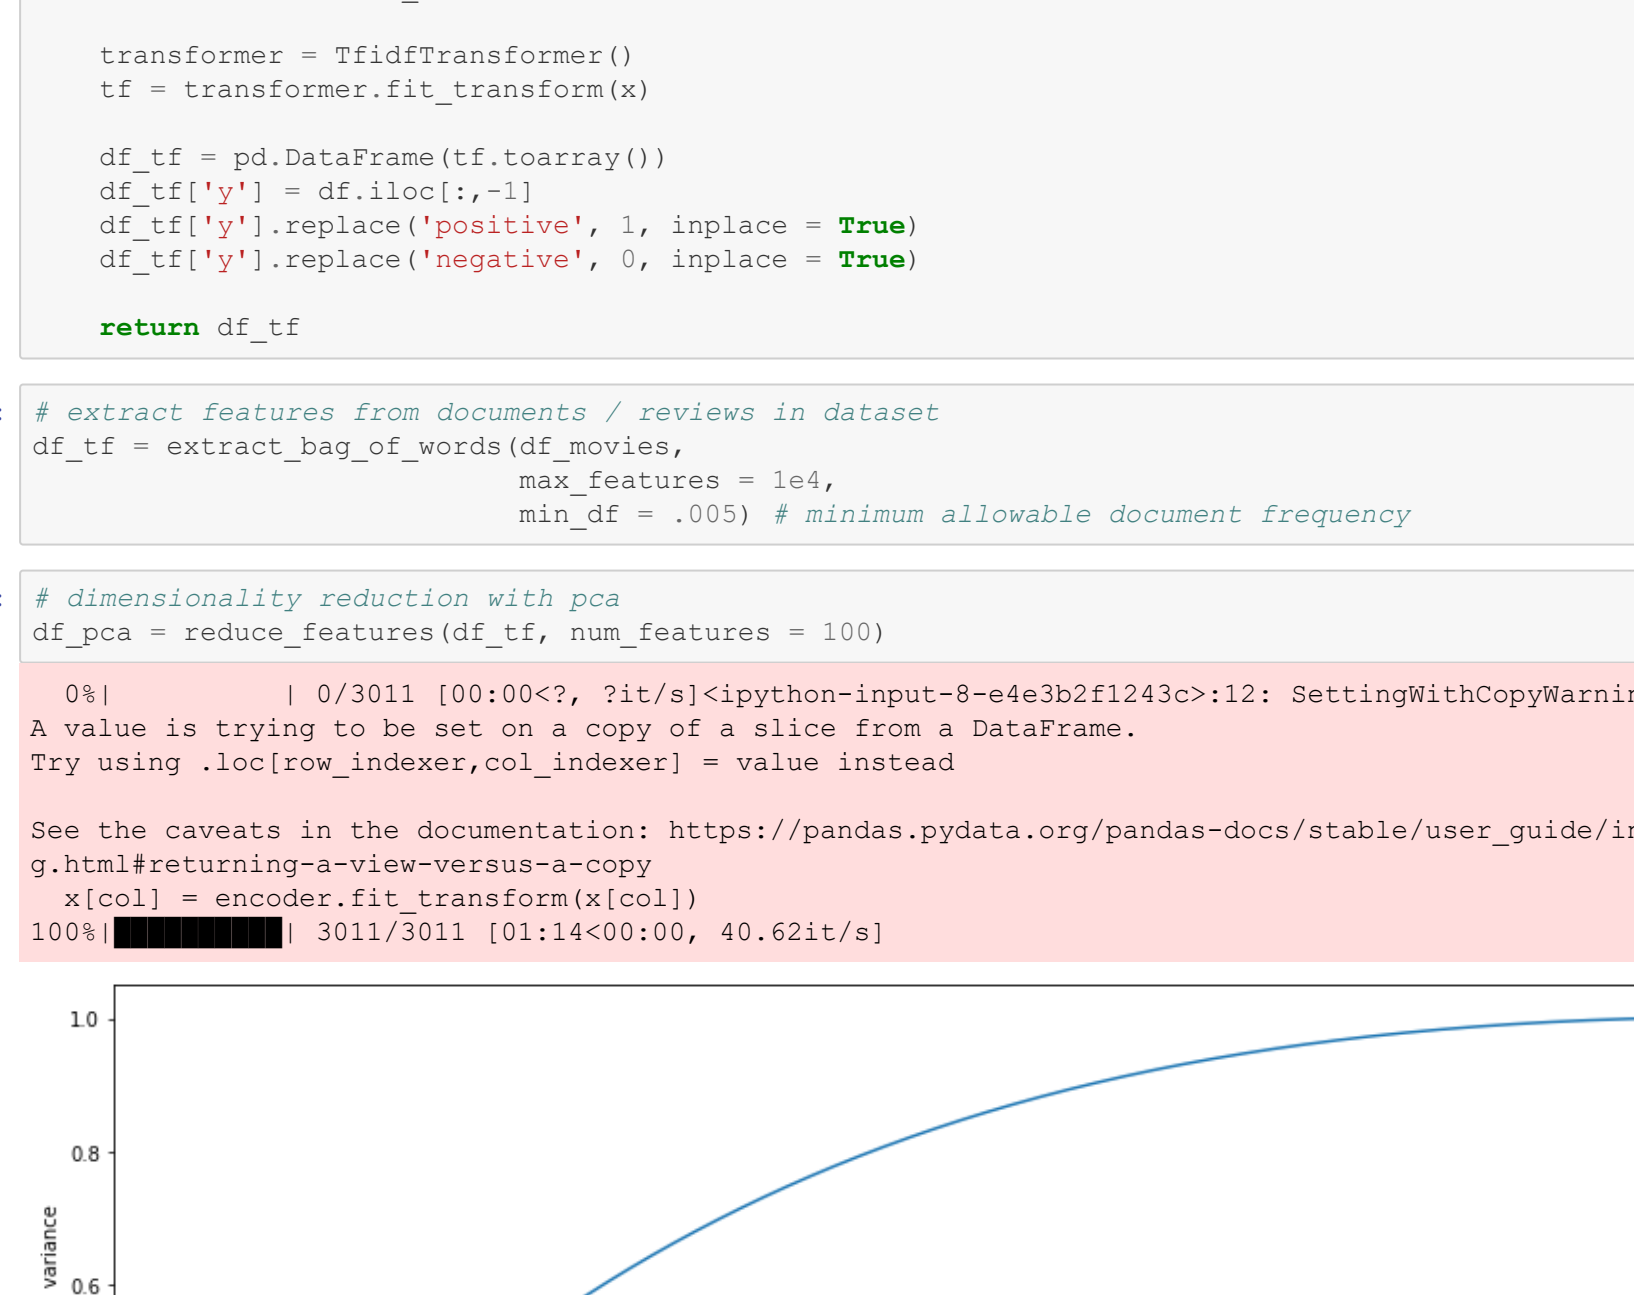 transformer = TfidfTransformer()
tf = transformer.fit_transform(x)
df_tf = pd.DataFrame(tf.toarray())
df_tf['y'] = df.iloc[:,-1]
df_tf['y'].replace('positive', 1, inplace = True)
df_tf['y'].replace('negative', 0, inplace = True)
return df_tf
: # extract features from documents / reviews in dataset
df_tf = extract_bag_of_words(df_movies,
max_features = 1e4,
min_df = .005) # minimum allowable document frequency
: # dimensionality reduction with pca
df_pca = reduce_features(df_tf, num_features = 100)
0%| | 0/3011 [00:00<?, ?it/s]<ipython-input-8-e4e3b2f1243c>:12: SettingWithCopyWarnin
A value is trying to be set on a copy of a slice from a DataFrame.
Try using .loc[row_indexer,col_indexer] = value instead
See the caveats in the documentation: https://pandas.pydata.org/pandas-docs/stable/user_guide/in
g.html#returning-a-view-versus-a-copy
x[col] = encoder.fit_transform(x[col])
100%|██████████| 3011/3011 [01:14<00:00, 40.62it/s]
1.0
0.8
variance
0.6